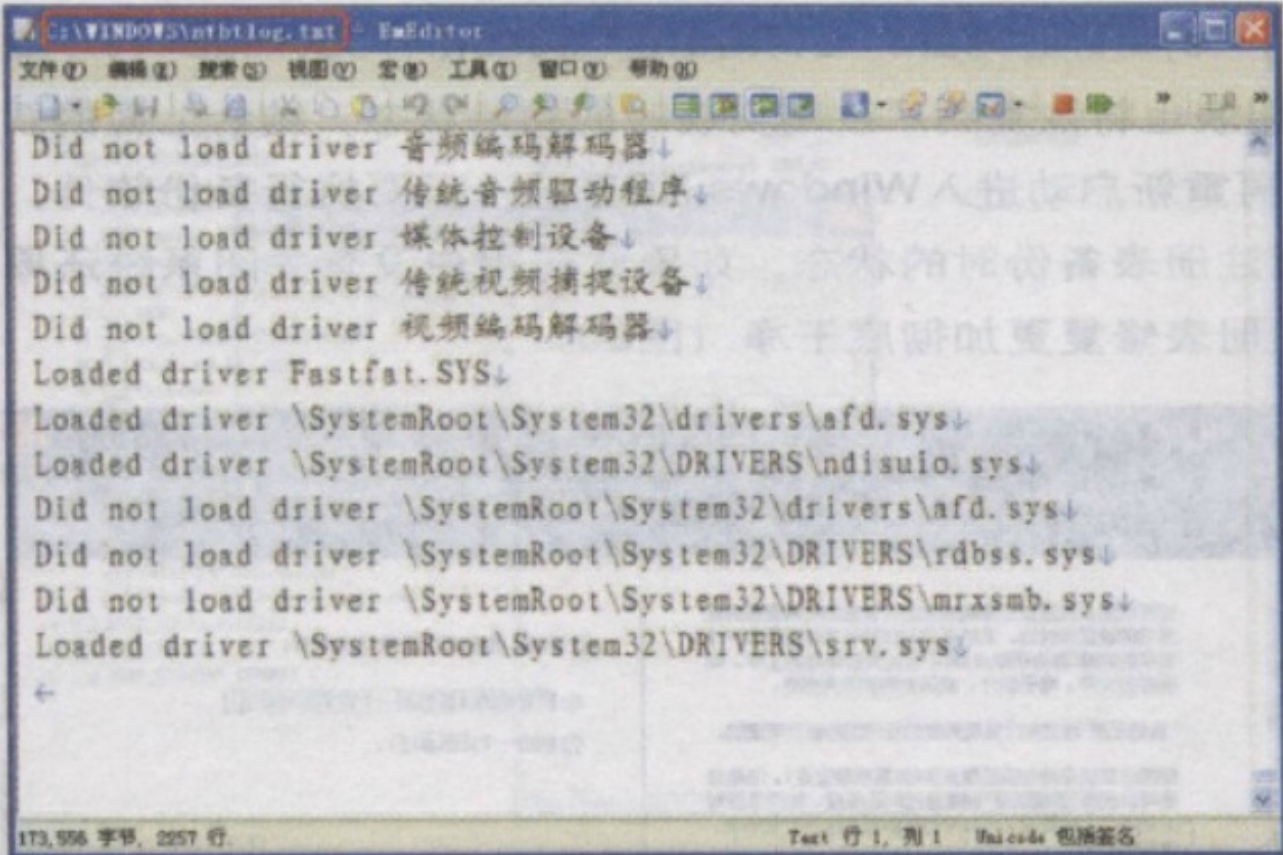 C:\WINDOWS\ntbtlog.txt - EmEditor
文件(F) 编辑(E) 搜索(S) 视图(V) 宏(M) 工具(T) 窗口(W) 帮助(H)
工具
Did not load driver 音频编码解码器↓
Did not load driver 传统音频驱动程序↓
Did not load driver 媒体控制设备↓
Did not load driver 传统视频捕捉设备↓
Did not load driver 视频编码解码器↓
Loaded driver Fastfat.SYS↓
Loaded driver \SystemRoot\System32\drivers\afd.sys↓
Loaded driver \SystemRoot\System32\DRIVERS\ndisuio.sys↓
Did not load driver \SystemRoot\System32\drivers\afd.sys↓
Did not load driver \SystemRoot\System32\DRIVERS\rdbss.sys↓
Did not load driver \SystemRoot\System32\DRIVERS\mrxsmb.sys↓
Loaded driver \SystemRoot\System32\DRIVERS\srv.sys↓
←
173,556 字节, 2257 行. Text 行 1, 列 1 Unicode 包括签名